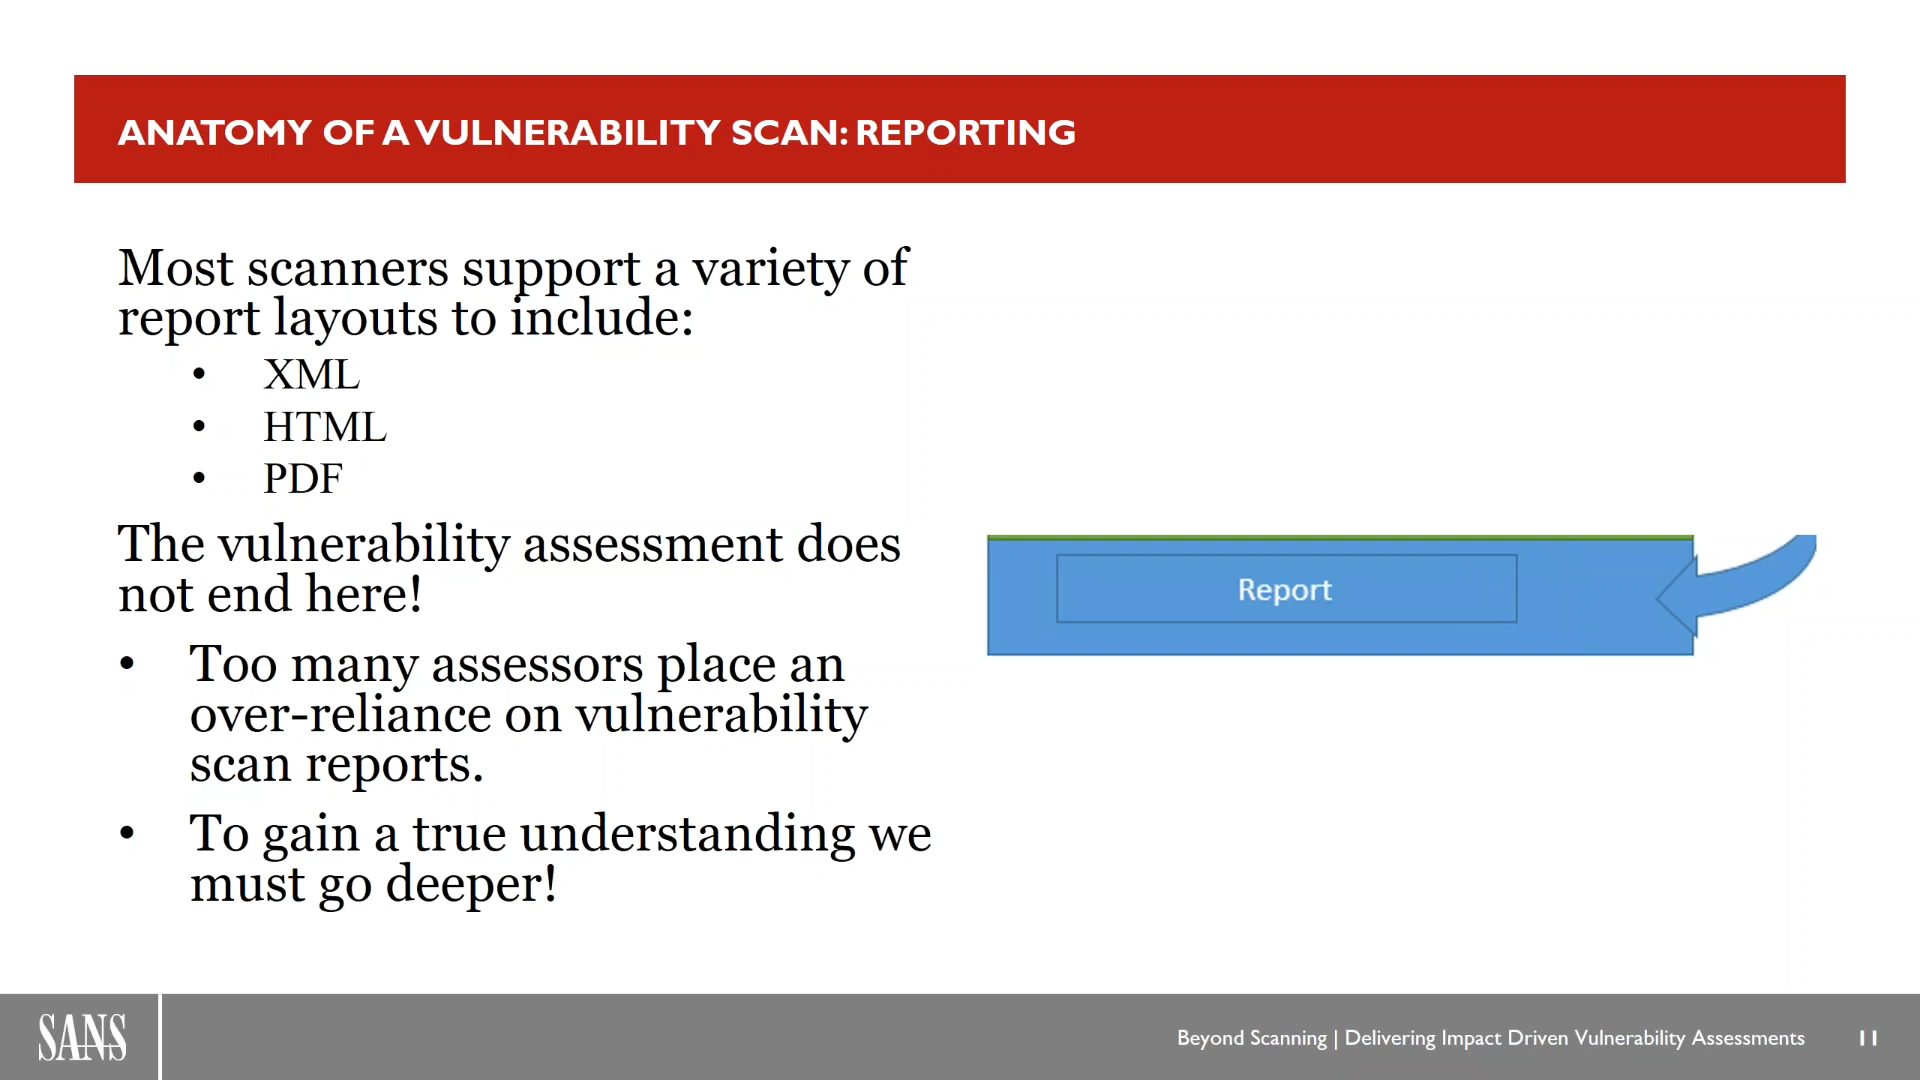 ANATOMY OF A VULNERABILITY SCAN: REPORTING
Most scanners support a variety of
report layouts to include:
• XML
• HTML
• PDF
The vulnerability assessment does
not end here!
• Too many assessors place an
over-reliance on vulnerability
scan reports.
• To gain a true understanding we
must go deeper!
Report
SANS
Beyond Scanning | Delivering Impact Driven Vulnerability Assessments
11